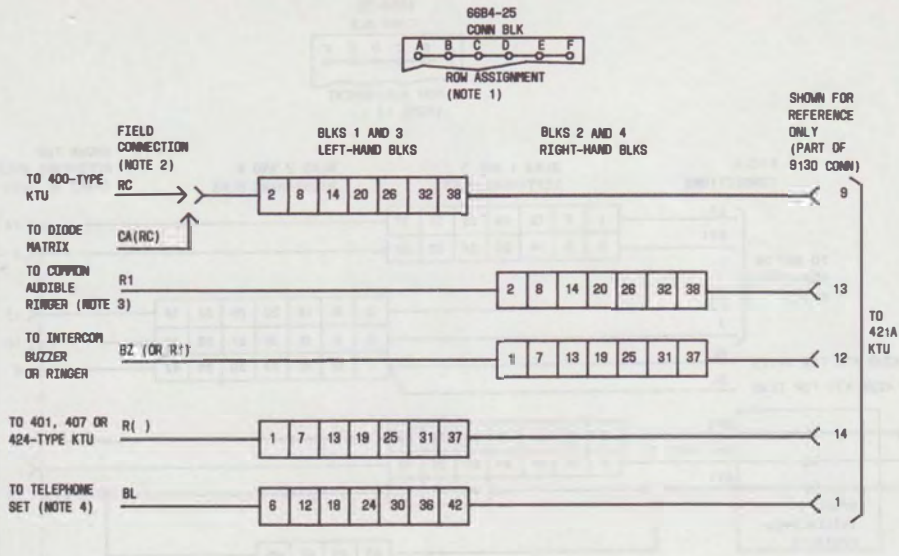 66B4-25
CONN BLK
A B C D E F
ROW ASSIGNMENT
(NOTE 1)
SHOWN FOR
REFERENCE
ONLY
(PART OF
9130 CONN)
FIELD
CONNECTION
(NOTE 2)
BLKS 1 AND 3
LEFT-HAND BLKS
BLKS 2 AND 4
RIGHT-HAND BLKS
TO 400-TYPE
KTU
RC
2 8 14 20 26 32 38
9
TO DIODE
MATRIX
CA(RC)
TO COMMON
AUDIBLE
RINGER (NOTE 3)
R1
2 8 14 20 26 32 38
13
TO INTERCOM
BUZZER
OR RINGER
BZ (OR R1)
1 7 13 19 25 31 37
12
TO
421A
KTU
TO 401, 407 OR
424-TYPE KTU
R( )
1 7 13 19 25 31 37
14
TO TELEPHONE
SET (NOTE 4)
BL
6 12 18 24 30 36 42
1